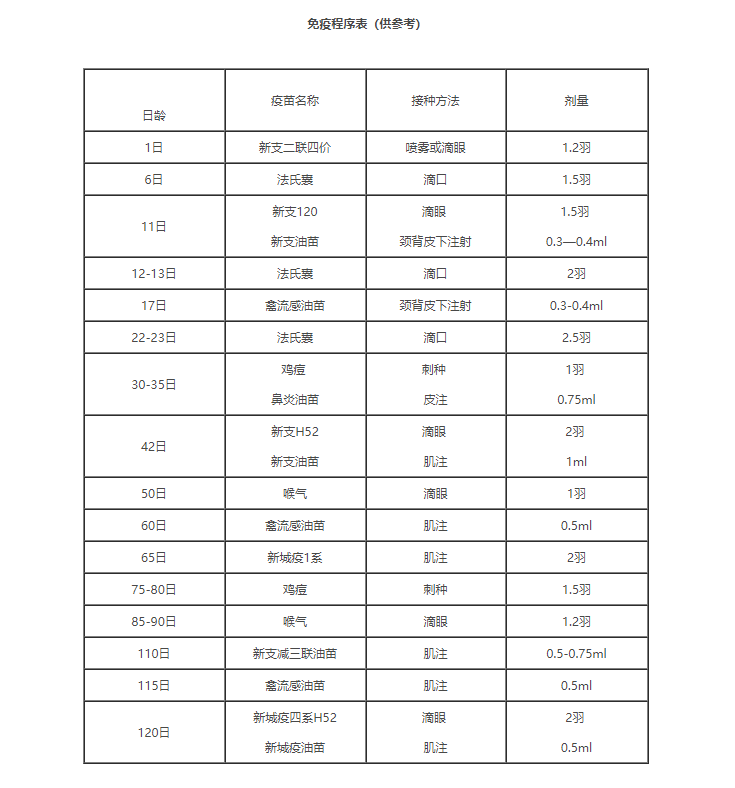 免疫程序表（供参考）
日龄 疫苗名称 接种方法 剂量
1日 新支二联四价 喷雾或滴眼 1.2羽
6日 法氏囊 滴口 1.5羽
11日 新支120 滴眼 1.5羽
新支油苗 颈背皮下注射 0.3—0.4ml
12-13日 法氏囊 滴口 2羽
17日 禽流感油苗 颈背皮下注射 0.3-0.4ml
22-23日 法氏囊 滴口 2.5羽
30-35日 鸡痘 刺种 1羽
鼻炎油苗 皮注 0.75ml
42日 新支H52 滴眼 2羽
新支油苗 肌注 1ml
50日 喉气 滴眼 1羽
60日 禽流感油苗 肌注 0.5ml
65日 新城疫1系 肌注 2羽
75-80日 鸡痘 刺种 1.5羽
85-90日 喉气 滴眼 1.2羽
110日 新支减三联油苗 肌注 0.5-0.75ml
115日 禽流感油苗 肌注 0.5ml
120日 新城疫四系H52 滴眼 2羽
新城疫油苗 肌注 0.5ml